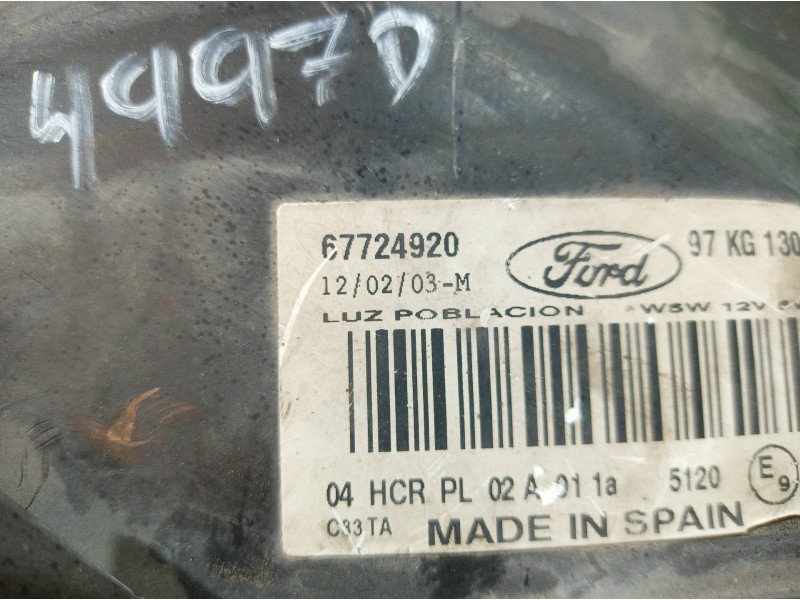 4997D
67724920 Ford 97 KG 130
12/02/03-M
LUZ POBLACION W5W 12V
04 HCR PL 02 A 01 1a 5120 E9
C33TA MADE IN SPAIN